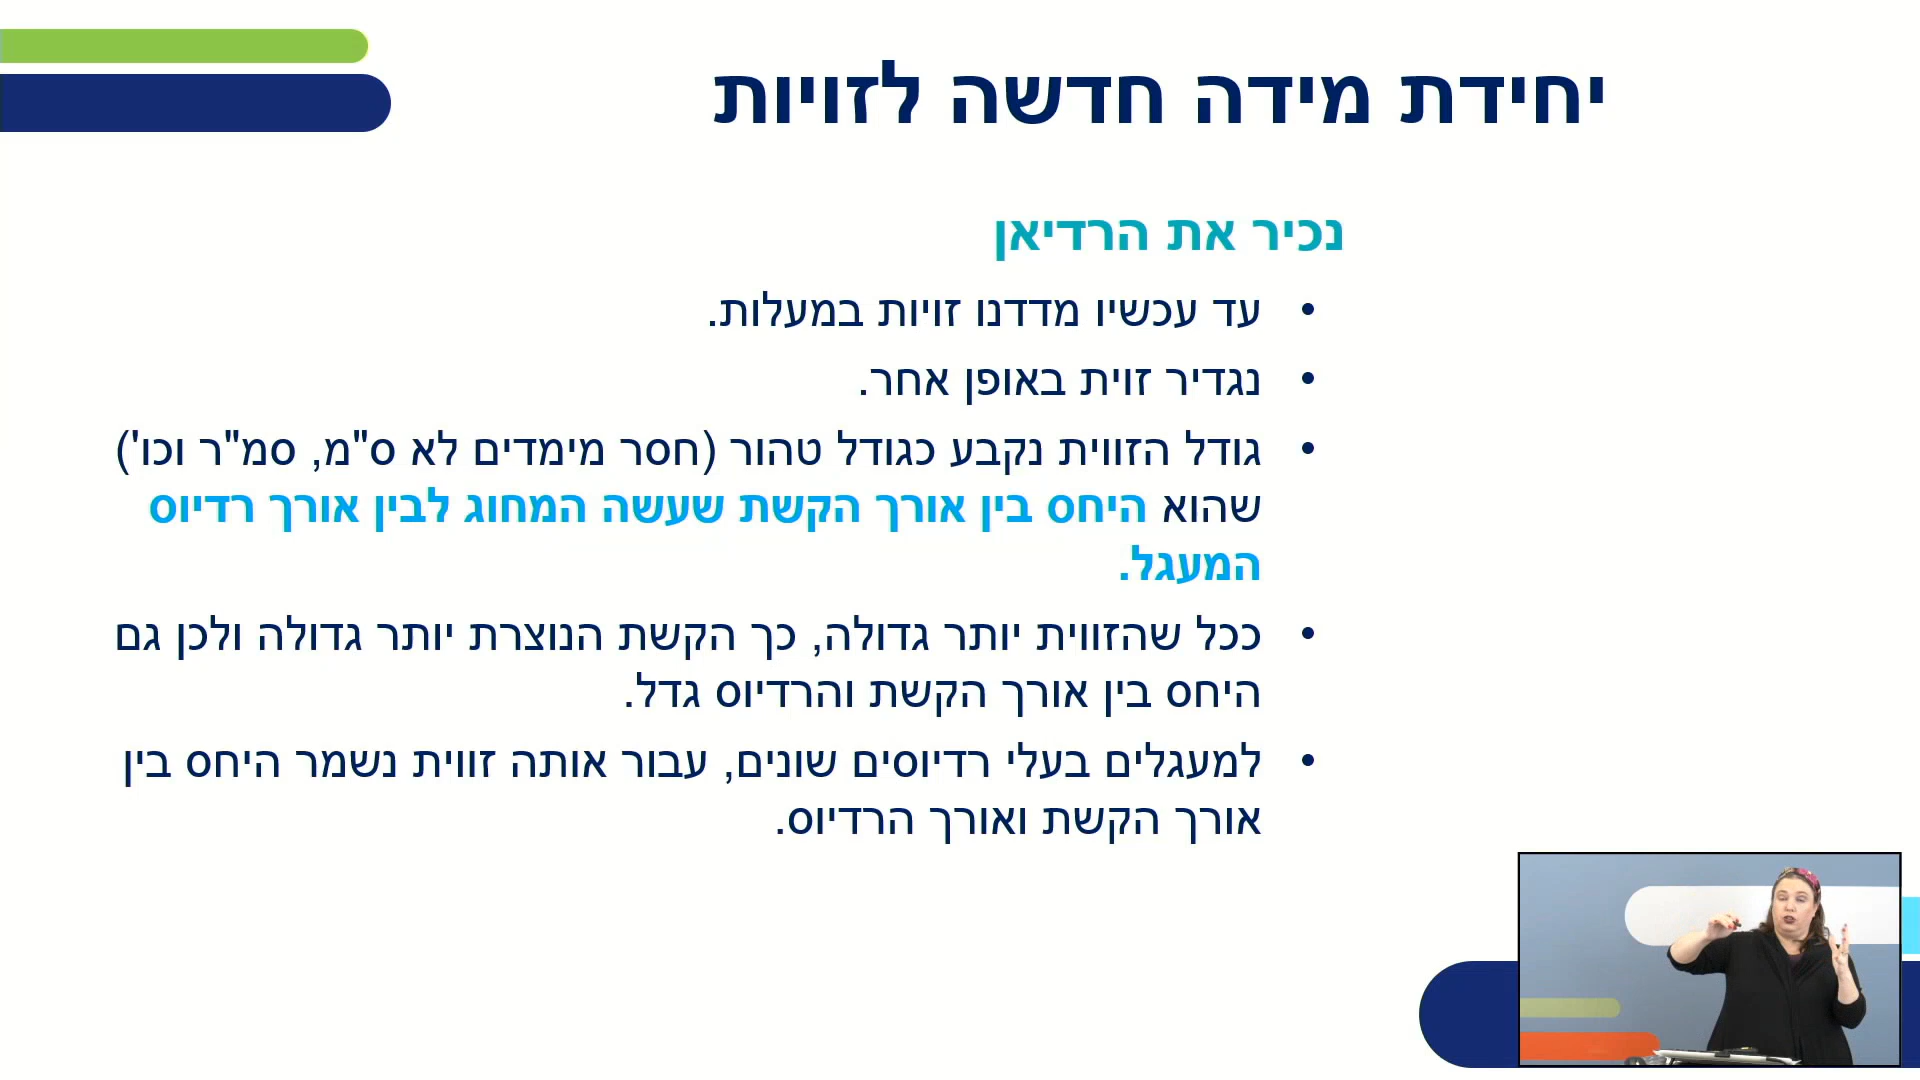 יחידת מידה חדשה לזויות
נכיר את הרדיאן
• עד עכשיו מדדנו זויות במעלות.
• נגדיר זוית באופן אחר.
• גודל הזווית נקבע כגודל טהור (חסר מימדים לא ס"מ, סמ"ר וכו')
שהוא היחס בין אורך הקשת שעשה המחוג לבין אורך רדיוס
המעגל.
• ככל שהזווית יותר גדולה, כך הקשת הנוצרת יותר גדולה ולכן גם
היחס בין אורך הקשת והרדיוס גדל.
• למעגלים בעלי רדיוסים שונים, עבור אותה זווית נשמר היחס בין
אורך הקשת ואורך הרדיוס.